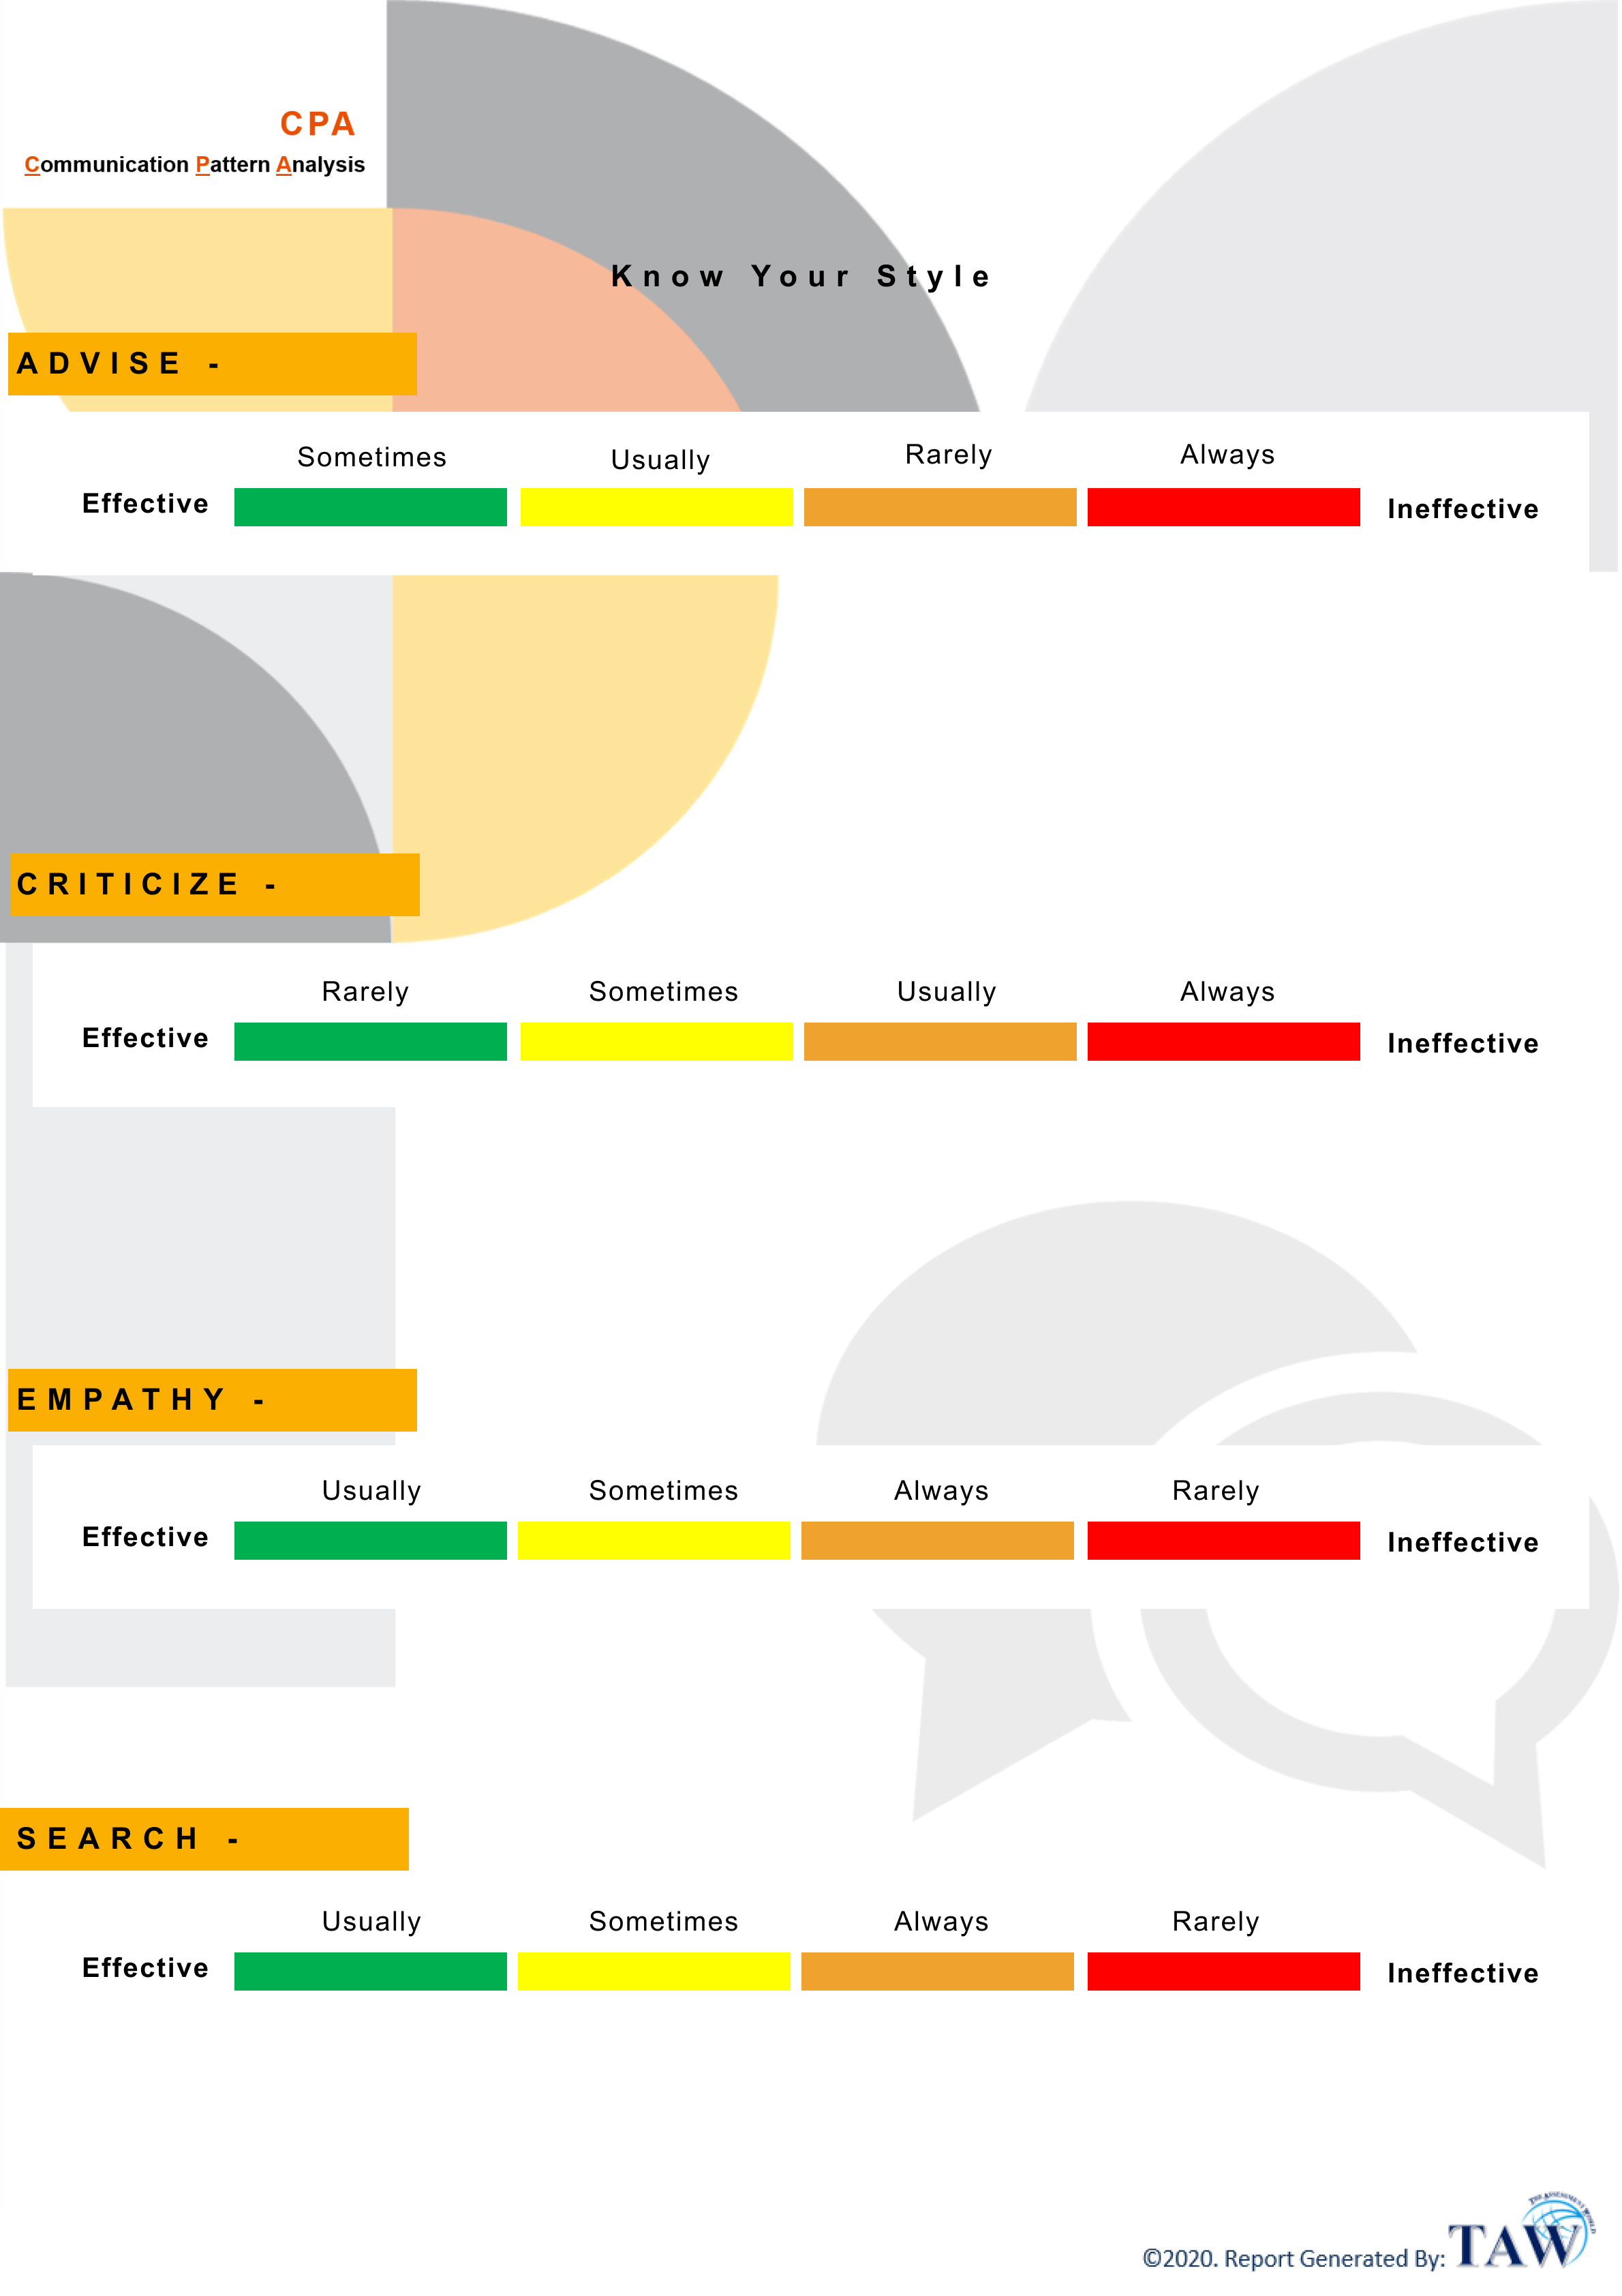 CPA
Communication Pattern Analysis
Know Your Style
ADVISE -
Sometimes Usually Rarely Always
Effective Ineffective
CRITICIZE -
Rarely Sometimes Usually Always
Effective Ineffective
EMPATHY -
Usually Sometimes Always Rarely
Effective Ineffective
SEARCH -
Usually Sometimes Always Rarely
Effective Ineffective
THE ASSESSMENT WORLD
©2020. Report Generated By: TAW